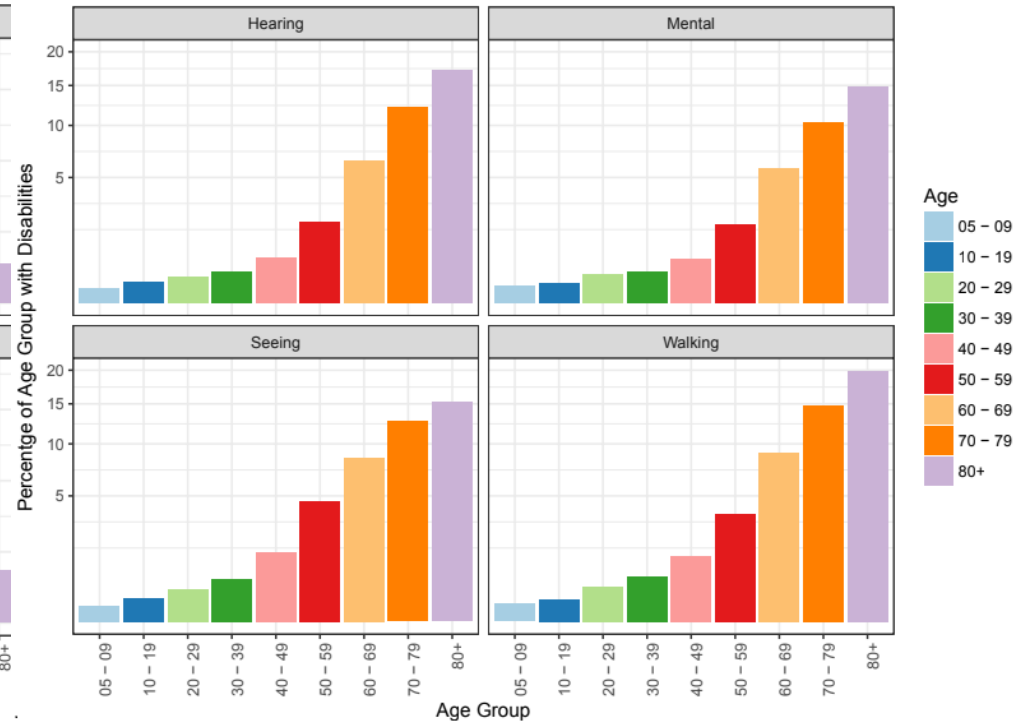 Hearing
Mental
20
15
10
5
Seeing
Walking
20
15
10
5
Percentge of Age Group with Disabilities
80+
05 − 09
10 − 19
20 − 29
30 − 39
40 − 49
50 − 59
60 − 69
70 − 79
80+
05 − 09
10 − 19
20 − 29
30 − 39
40 − 49
50 − 59
60 − 69
70 − 79
80+
Age Group
Age
05 − 09
10 − 19
20 − 29
30 − 39
40 − 49
50 − 59
60 − 69
70 − 79
80+
.